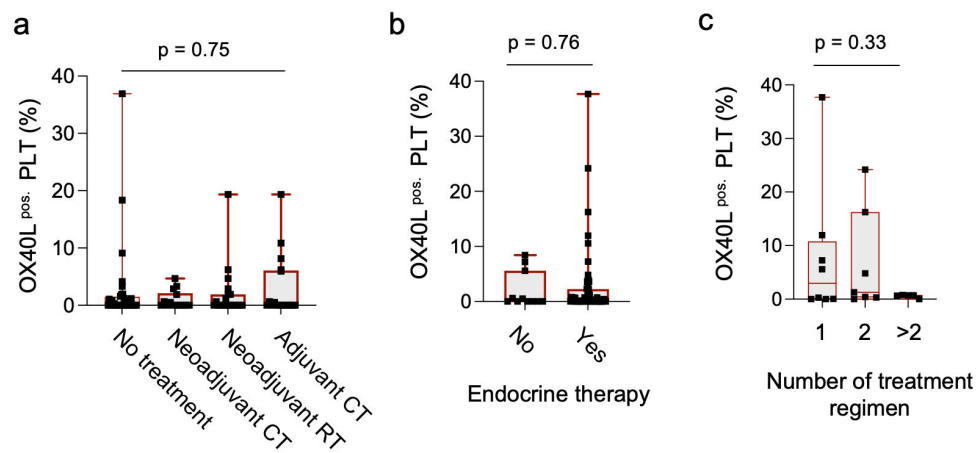 a
p = 0.75
OX40L pos. PLT (%)
40
30
20
10
0
No treatment
Neoadjuvant CT
Neoadjuvant RT
Adjuvant CT
b
p = 0.76
OX40L pos. PLT (%)
40
30
20
10
0
No
Yes
Endocrine therapy
c
p = 0.33
OX40L pos. PLT (%)
40
30
20
10
0
1
2
>2
Number of treatment
regimen